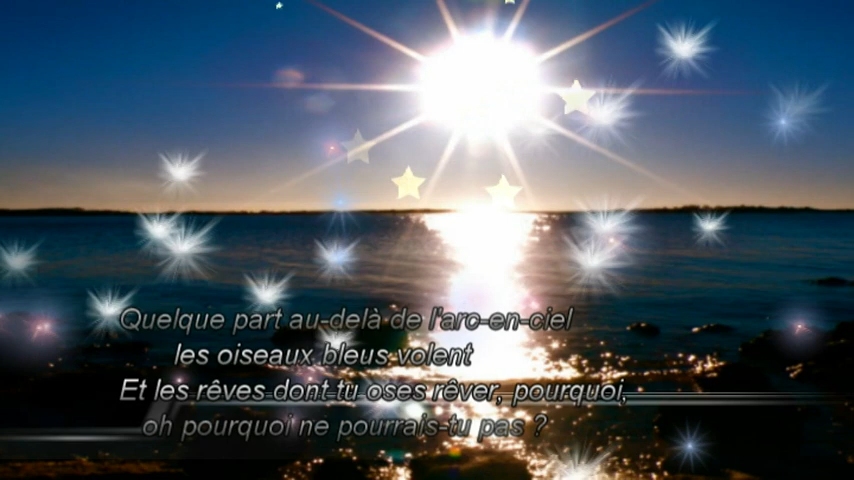 Quelque part au-delà de l'arc-en-ciel
les oiseaux bleus volent
Et les rêves dont tu oses rêver, pourquoi,
oh pourquoi ne pourrais-tu pas ?